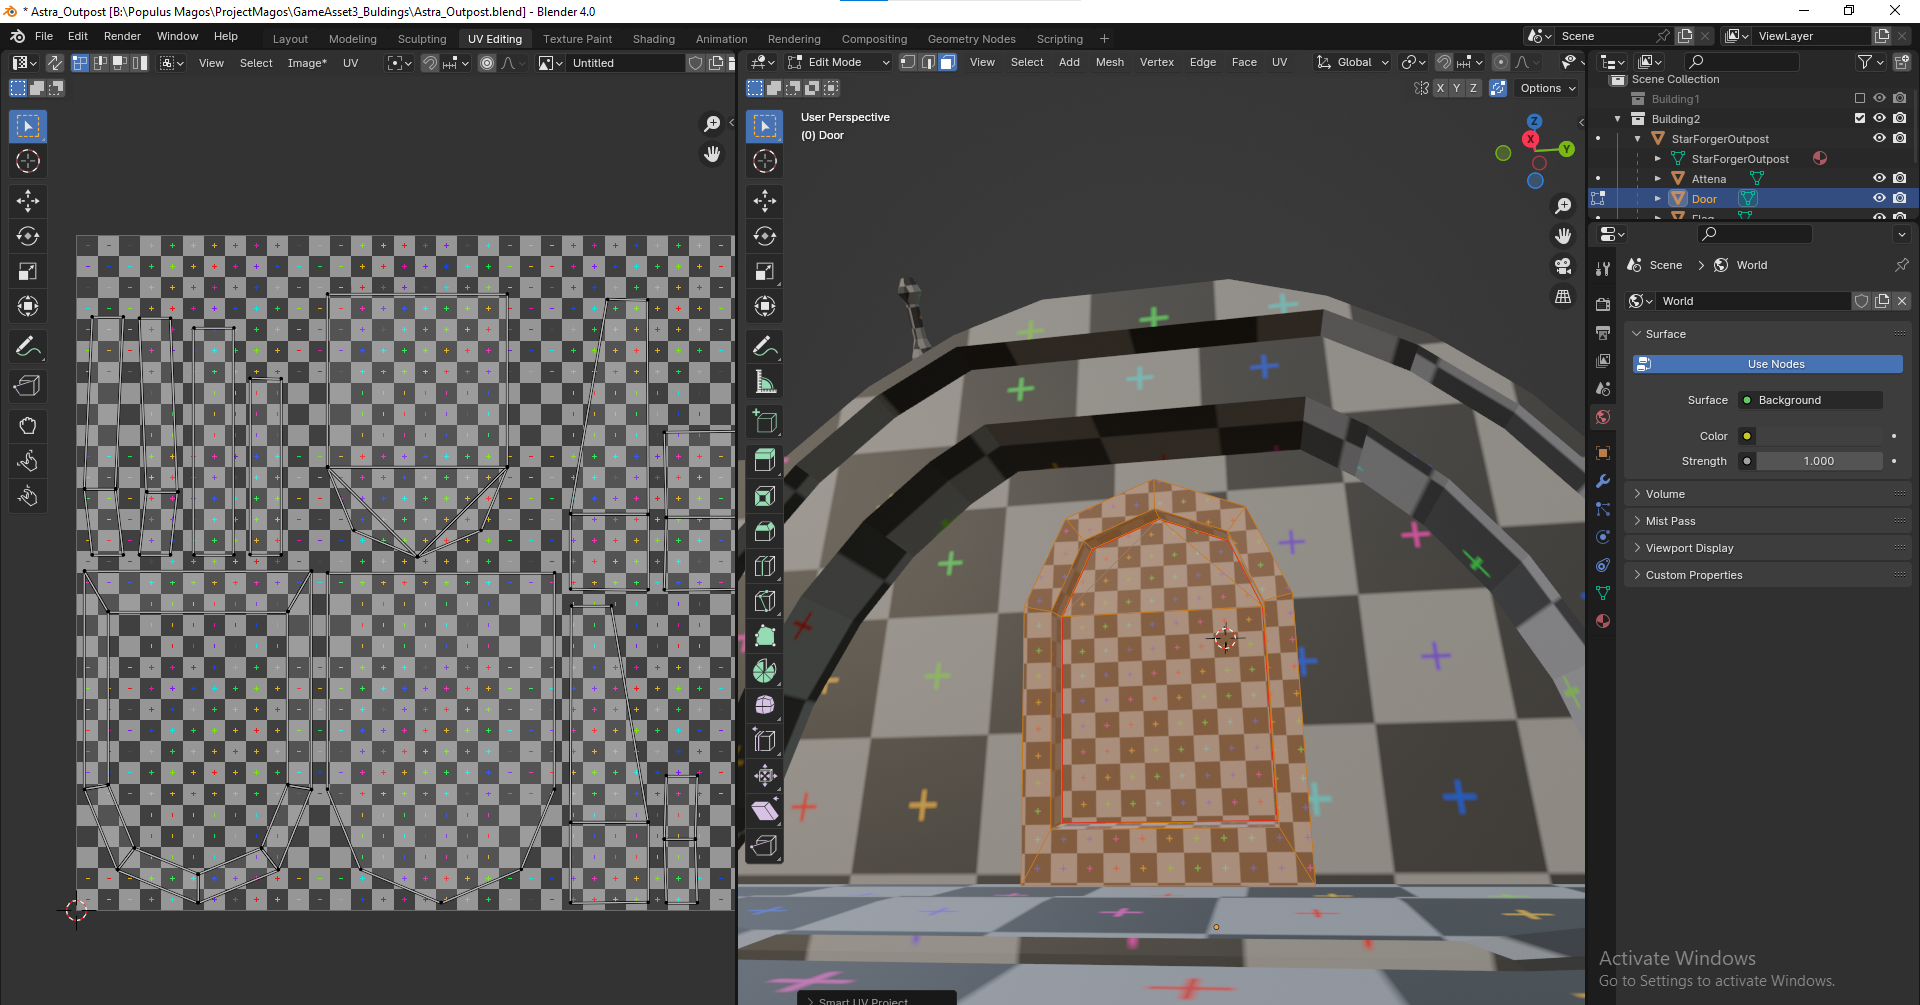 * Astra_Outpost [B:\Populus Magos\ProjectMagos\GameAsset3_Buldings\Astra_Outpost.blend] - Blender 4.0
File Edit Render Window Help
Layout Modeling Sculpting UV Editing Texture Paint Shading Animation Rendering Compositing Geometry Nodes Scripting +
Scene
ViewLayer
View Select Image* UV
Untitled
Edit Mode
View Select Add Mesh Vertex Edge Face UV
Global
X Y Z
Options
User Perspective
(0) Door
Z
X
Y
Smart UV Project
Scene Collection
Building1
Building2
StarForgerOutpost
StarForgerOutpost
Attena
Door
Flag
Scene > World
World
Surface
Use Nodes
Surface Background
Color
Strength 1.000
Volume
Mist Pass
Viewport Display
Custom Properties
Activate Windows
Go to Settings to activate Windows.